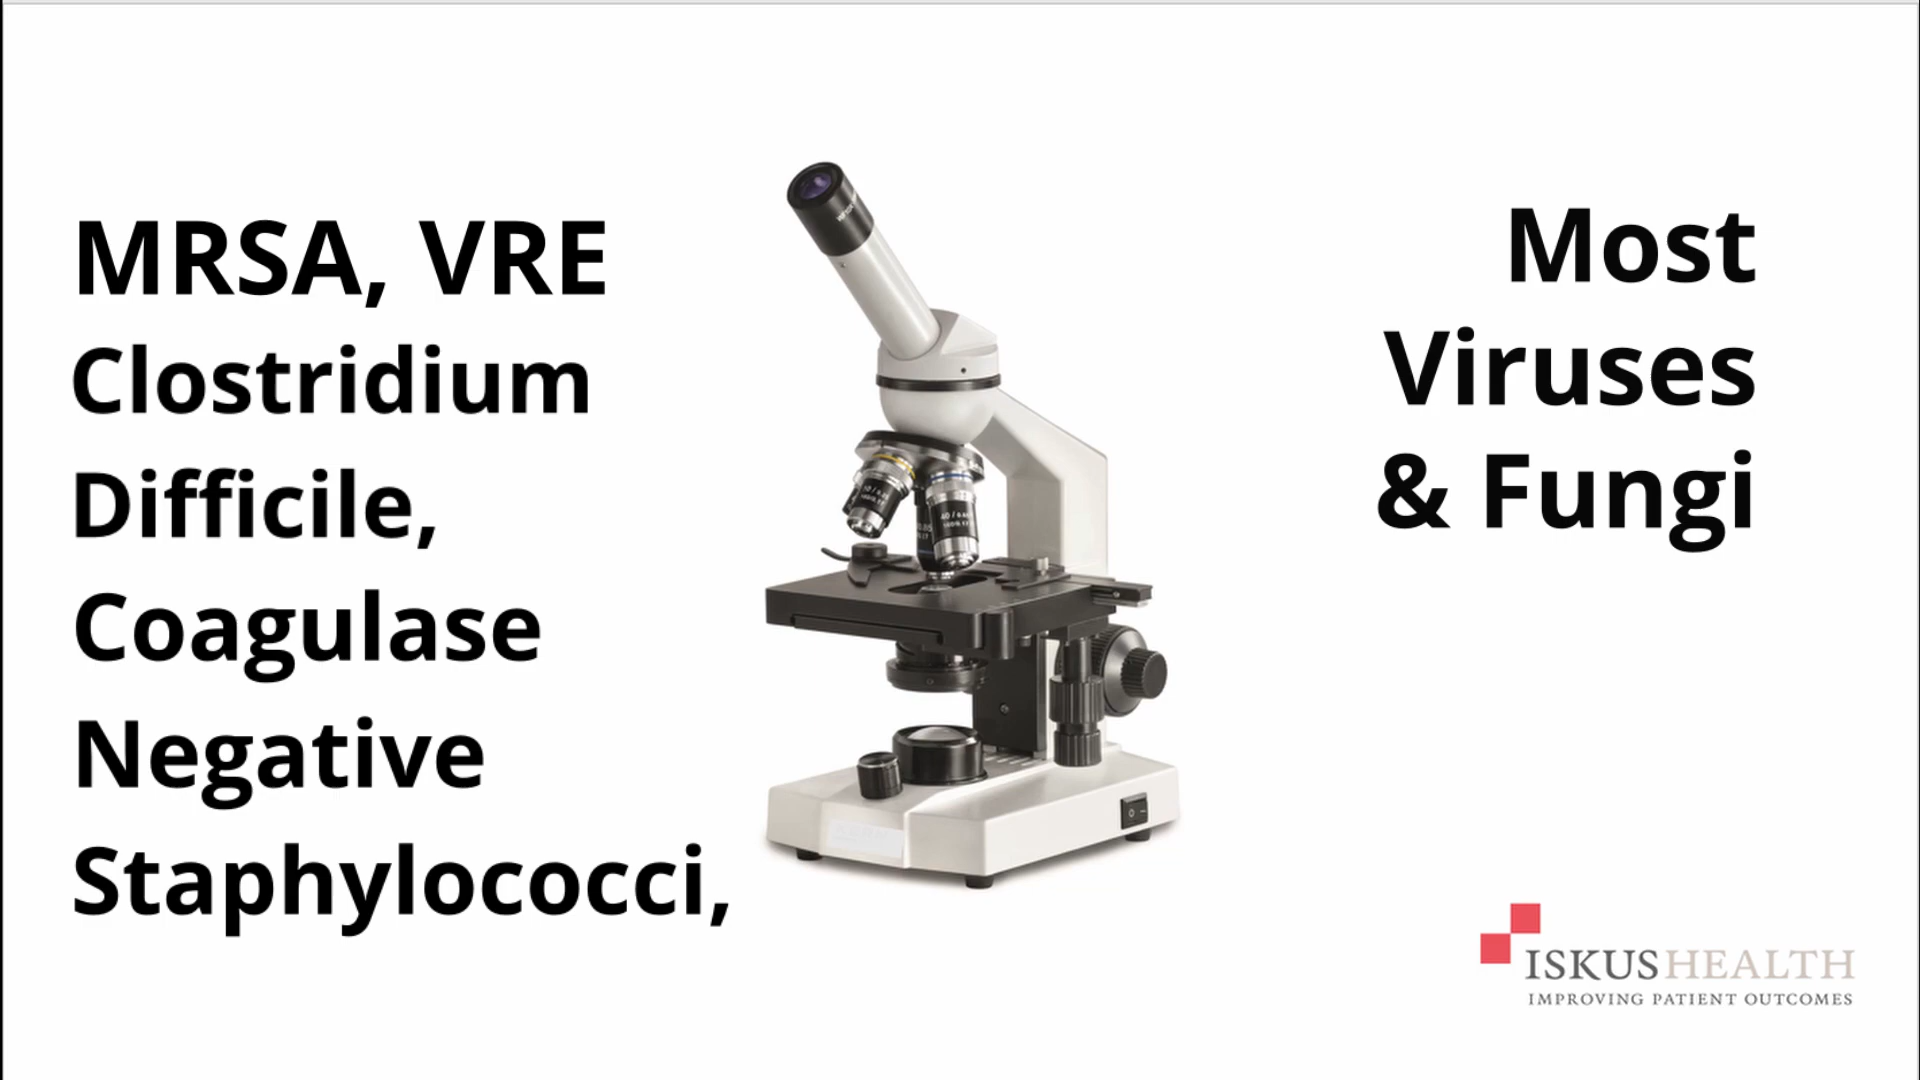 MRSA, VRE
Clostridium
Difficile,
Coagulase
Negative
Staphylococci,
Most
Viruses
& Fungi
ISKUSHEALTH
IMPROVING PATIENT OUTCOMES